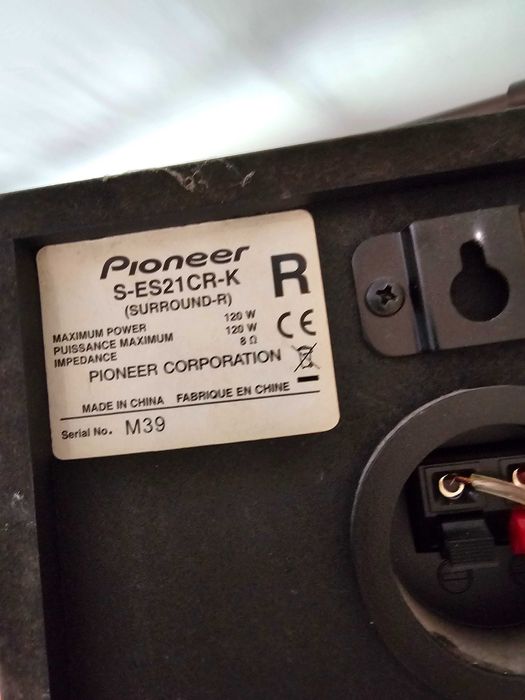 Pioneer
S-ES21CR-K
(SURROUND-R)
R
MAXIMUM POWER 120 W
PUISSANCE MAXIMUM 120 W
IMPEDANCE 8 Ω
CE
PIONEER CORPORATION
MADE IN CHINA FABRIQUE EN CHINE
Serial No. M39